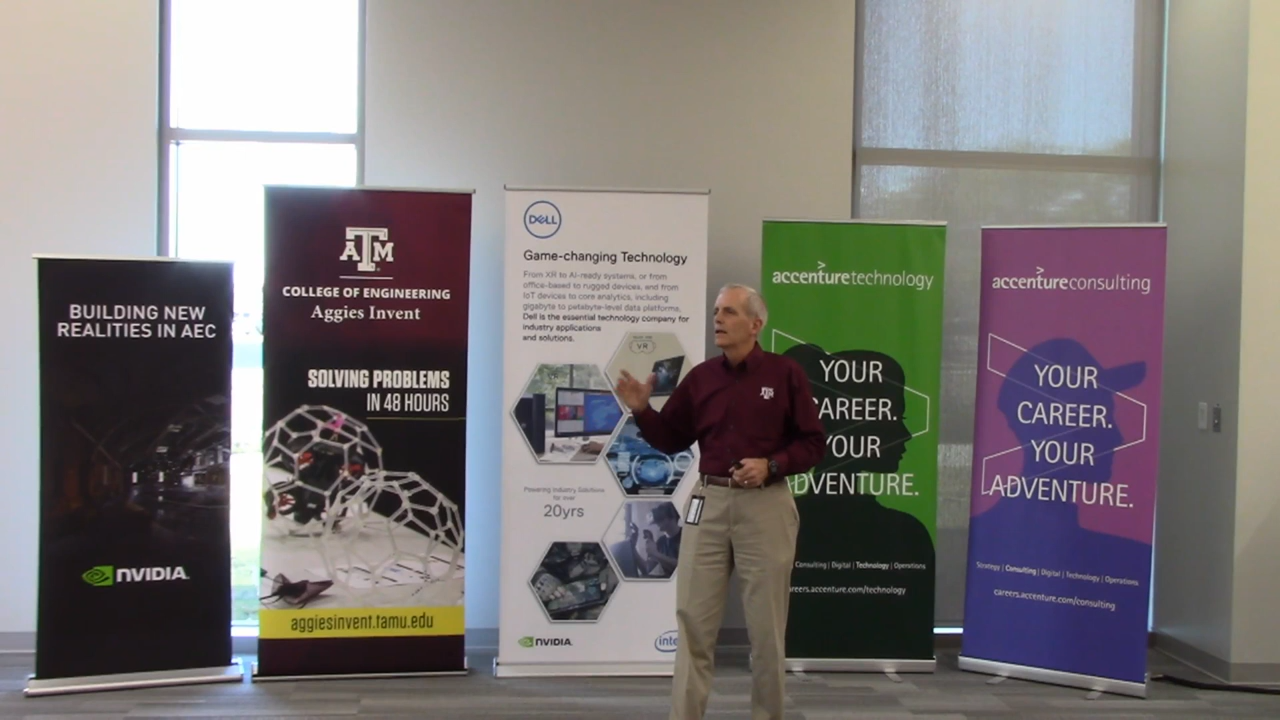 BUILDING NEW
REALITIES IN AEC
NVIDIA
A
T
M
COLLEGE OF ENGINEERING
Aggies Invent
SOLVING PROBLEMS
IN 48 HOURS
aggiesinvent.tamu.edu
DELL
Game-changing Technology
From XR to AI-ready systems, or from
office-based to rugged devices, and from
IoT devices to core analytics, including
gigabyte to petabyte-level data platforms,
Dell is the essential technology company for
industry applications
and solutions.
VR
Powering Industry Solutions
for over
20yrs
NVIDIA
inte
ATM
accenturetechnology
YOUR
CAREER.
YOUR
ADVENTURE.
Consulting | Digital | Technology | Operations
careers.accenture.com/technology
accentureconsulting
YOUR
CAREER.
YOUR
ADVENTURE.
Strategy | Consulting | Digital | Technology | Operations
careers.accenture.com/consulting